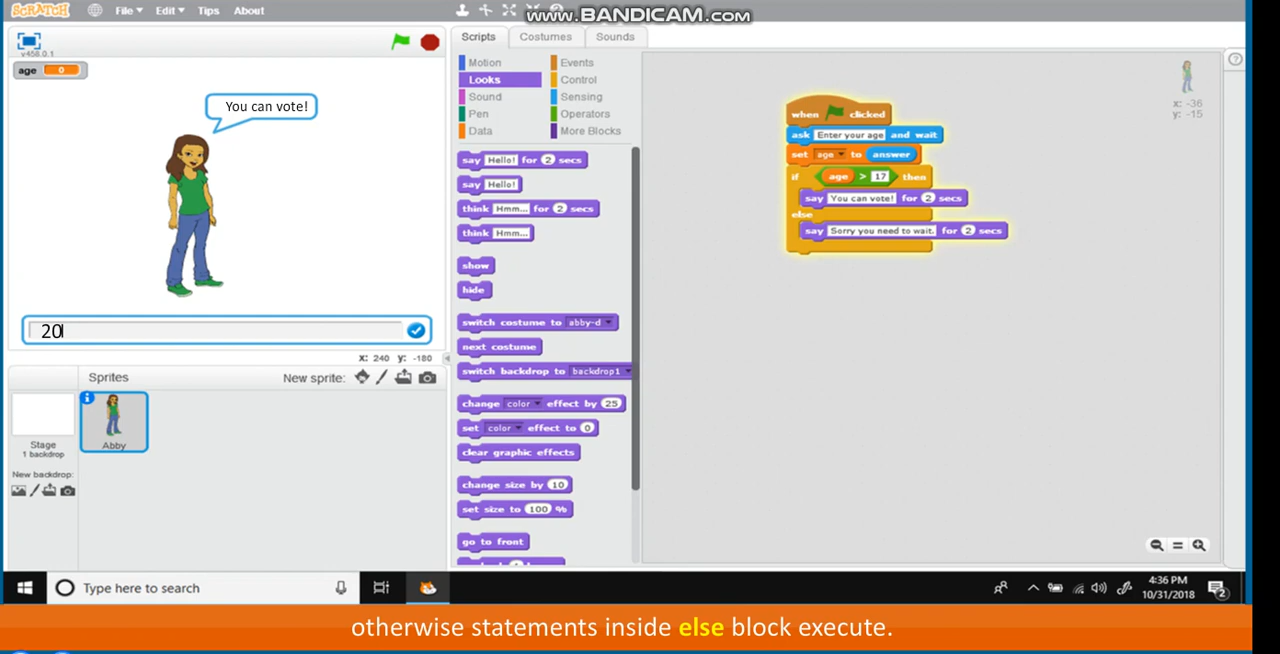 www.BANDICAM.com
SCRATCH File Edit Tips About
v458.0.1
age 0
You can vote!
20
x: 240 y: -180
Sprites New sprite:
Stage
1 backdrop
New backdrop:
Abby
Scripts Costumes Sounds
Motion Events
Looks Control
Sound Sensing
Pen Operators
Data More Blocks
say Hello! for 2 secs
say Hello!
think Hmm... for 2 secs
think Hmm...
show
hide
switch costume to abby-d
next costume
switch backdrop to backdrop1
change color effect by 25
set color effect to 0
clear graphic effects
change size by 10
set size to 100 %
go to front
when clicked
ask Enter your age and wait
set age to answer
if age > 17 then
say You can vote! for 2 secs
else
say Sorry you need to wait. for 2 secs
x: -36
y: -15
Type here to search
4:36 PM
10/31/2018
2
otherwise statements inside else block execute.